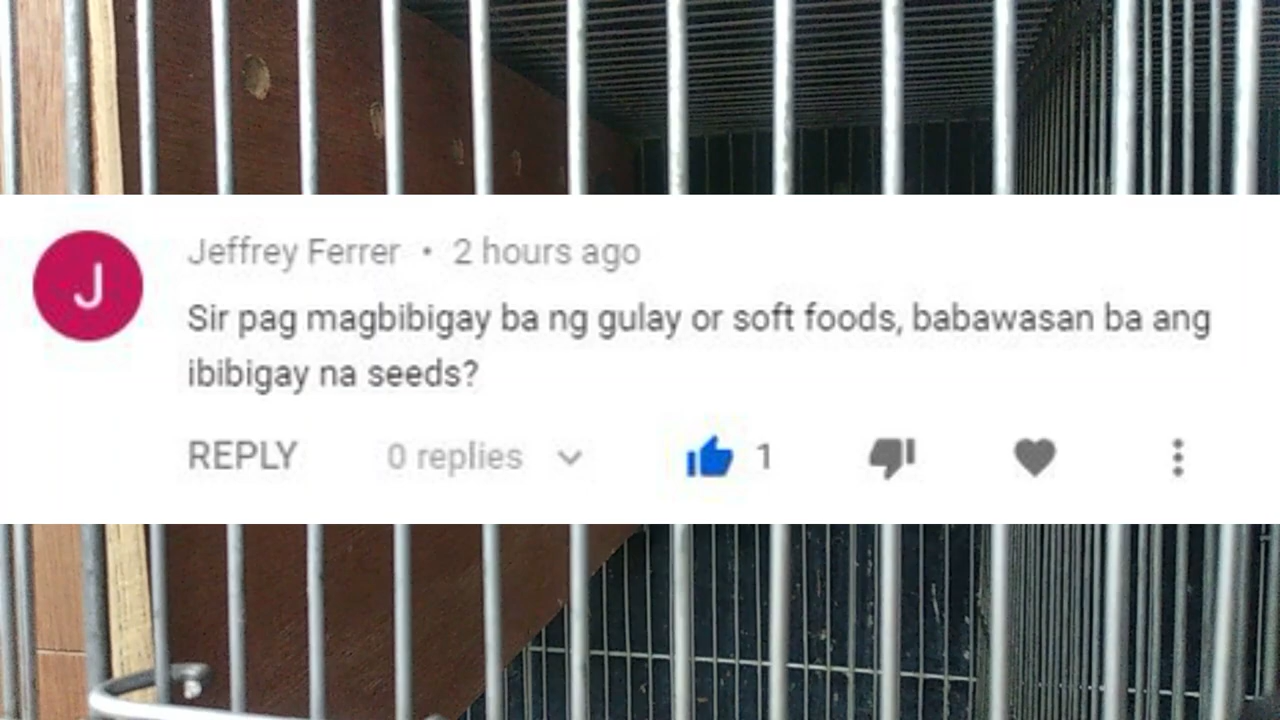 J
Jeffrey Ferrer • 2 hours ago
Sir pag magbibigay ba ng gulay or soft foods, babawasan ba ang
ibibigay na seeds?
REPLY 0 replies 1